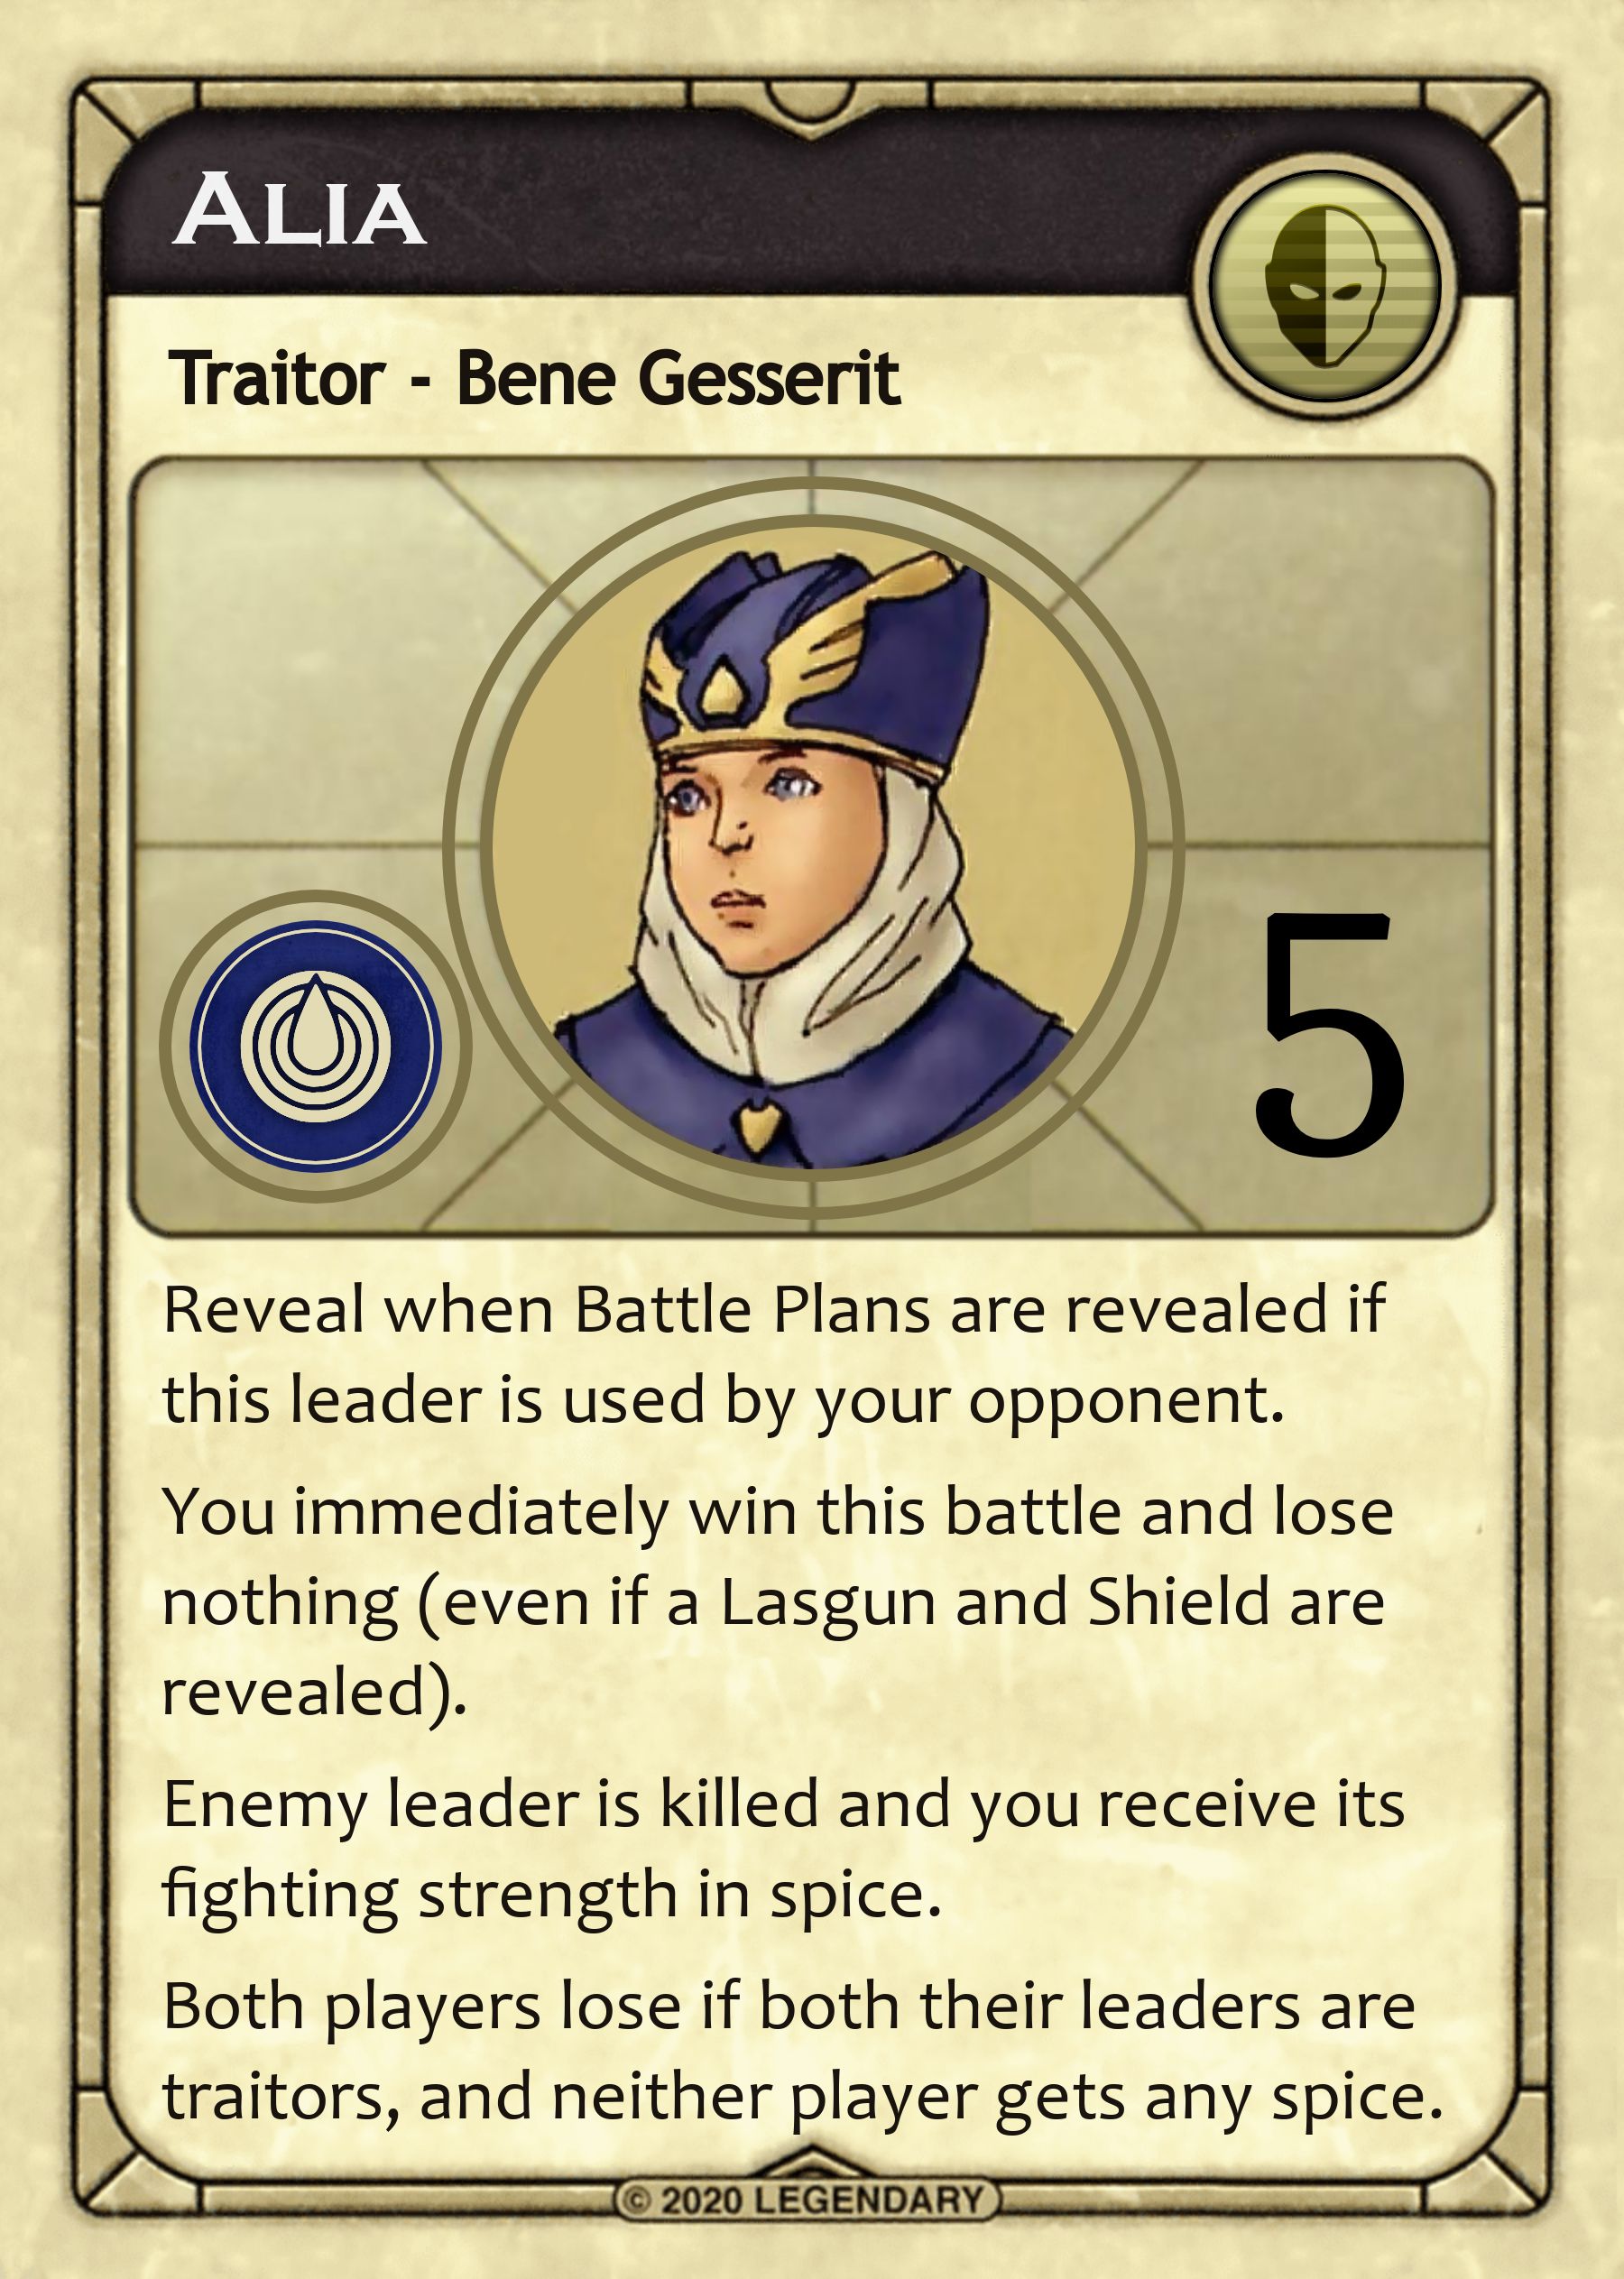 ALIA
Traitor - Bene Gesserit
5
Reveal when Battle Plans are revealed if
this leader is used by your opponent.
You immediately win this battle and lose
nothing (even if a Lasgun and Shield are
revealed).
Enemy leader is killed and you receive its
fighting strength in spice.
Both players lose if both their leaders are
traitors, and neither player gets any spice.
© 2020 LEGENDARY